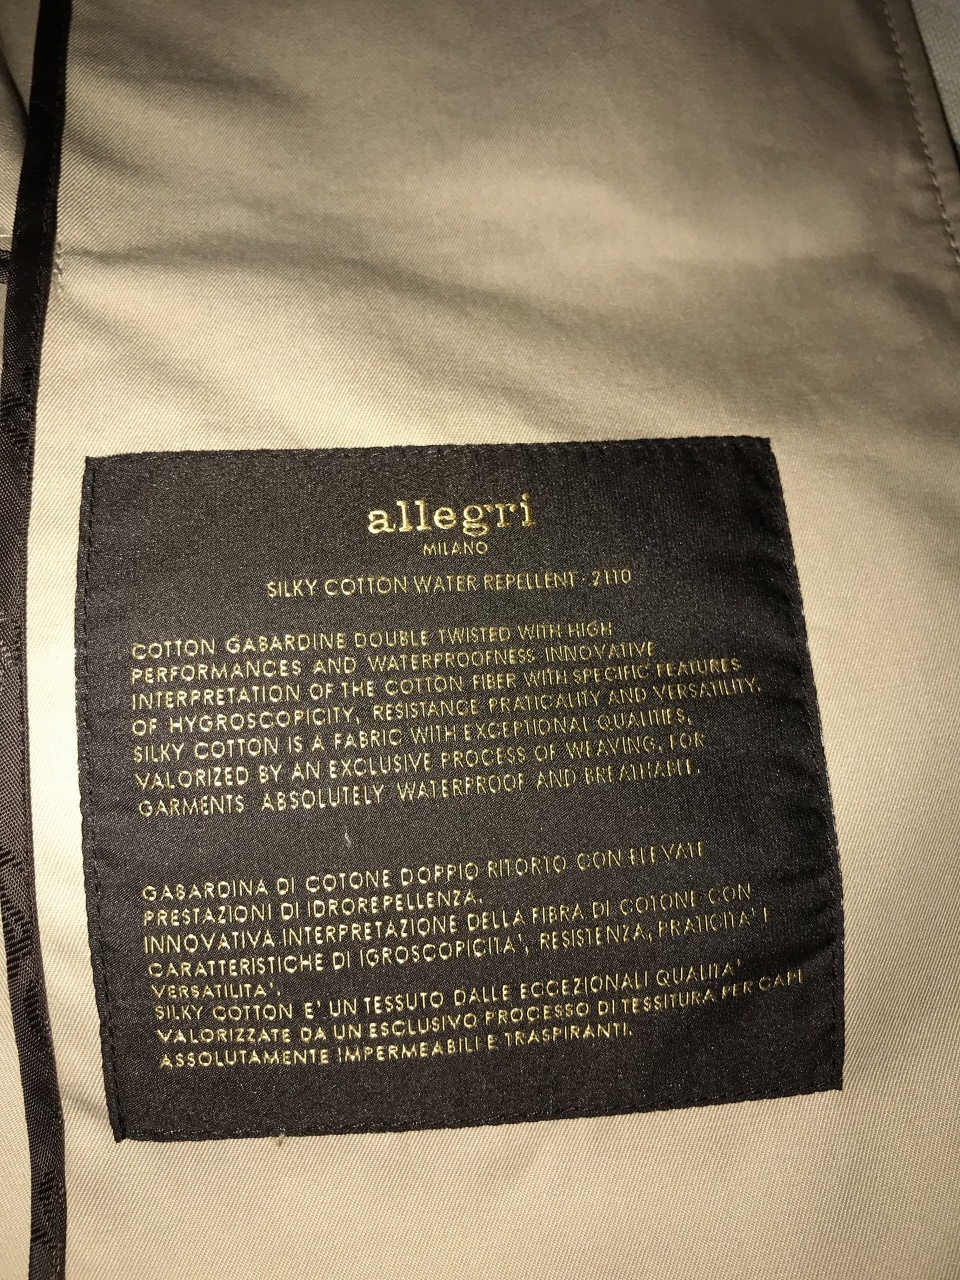 allegri
MILANO
SILKY COTTON WATER REPELLENT - 2110
COTTON GABARDINE DOUBLE TWISTED WITH HIGH
PERFORMANCES AND WATERPROOFNESS INNOVATIVE
INTERPRETATION OF THE COTTON FIBER WITH SPECIFIC FEATURES
OF HYGROSCOPICITY, RESISTANCE PRATICALITY AND VERSATILITY.
SILKY COTTON IS A FABRIC WITH EXCEPTIONAL QUALITIES,
VALORIZED BY AN EXCLUSIVE PROCESS OF WEAVING, FOR
GARMENTS ABSOLUTELY WATERPROOF AND BREATHANT.
GABARDINA DI COTONE DOPPIO RITORTO CON ELEVATE
PRESTAZIONI DI IDROREPELLENZA.
INNOVATIVA INTERPRETAZIONE DELLA FIBRA DI COTONE CON
CARATTERISTICHE DI IGROSCOPICITA', RESISTENZA, PRATICITA' E
VERSATILITA'.
SILKY COTTON E' UN TESSUTO DALLE ECCEZIONALI QUALITA'
VALORIZZATE DA UN ESCLUSIVO PROCESSO DI TESSITURA PER CAPI
ASSOLUTAMENTE IMPERMEABILI E TRASPIRANTI.